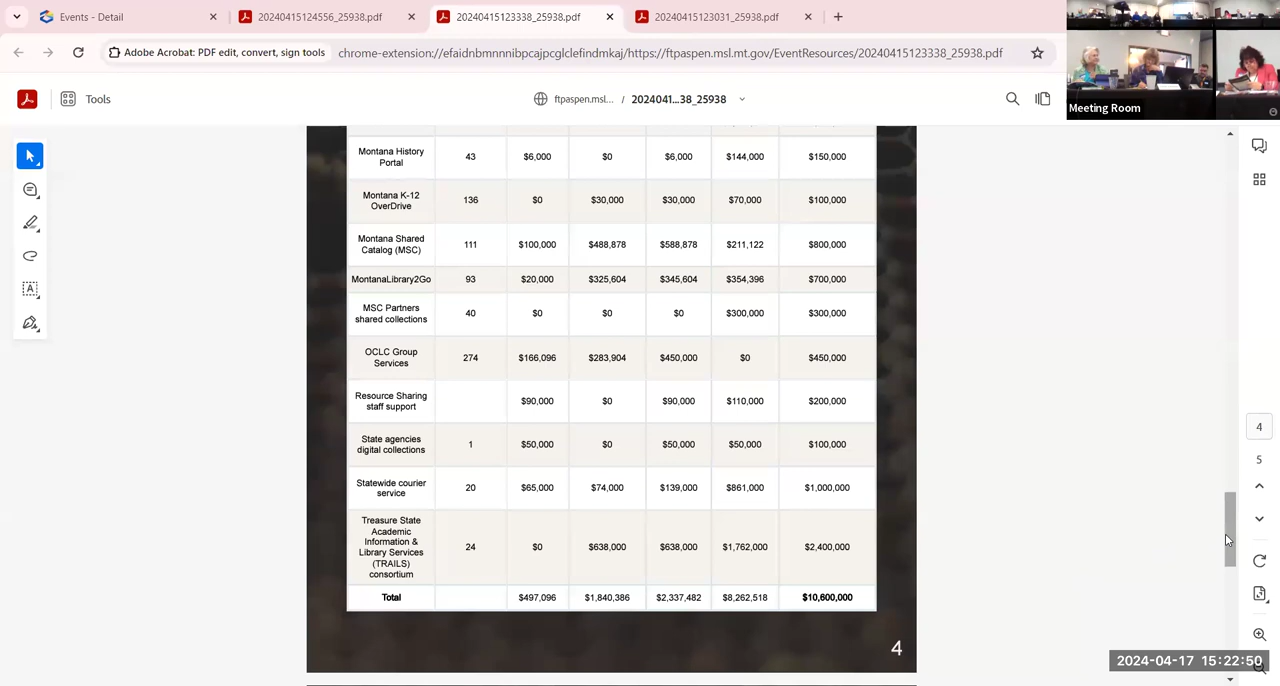 Events - Detail
20240415124556_25938.pdf
20240415123338_25938.pdf
20240415123031_25938.pdf
Adobe Acrobat: PDF edit, convert, sign tools
chrome-extension://efaidnbmnnnibpcajpcglclefindmkaj/https://ftpaspen.msl.mt.gov/EventResources/20240415123338_25938.pdf
Meeting Room
Tools
ftpaspen.msl... / 2024041...38_25938
Montana History
Portal
43 $6,000 $0 $6,000 $144,000 $150,000
Montana K-12
OverDrive
136 $0 $30,000 $30,000 $70,000 $100,000
Montana Shared
Catalog (MSC)
111 $100,000 $488,878 $588,878 $211,122 $800,000
MontanaLibrary2Go 93 $20,000 $325,604 $345,604 $354,396 $700,000
MSC Partners
shared collections
40 $0 $0 $0 $300,000 $300,000
OCLC Group
Services
274 $166,096 $283,904 $450,000 $0 $450,000
Resource Sharing
staff support
$90,000 $0 $90,000 $110,000 $200,000
State agencies
digital collections
1 $50,000 $0 $50,000 $50,000 $100,000
Statewide courier
service
20 $65,000 $74,000 $139,000 $861,000 $1,000,000
Treasure State
Academic
Information &
Library Services
(TRAILS)
consortium
24 $0 $638,000 $638,000 $1,762,000 $2,400,000
Total $497,096 $1,840,386 $2,337,482 $8,262,518 $10,600,000
4
4
5
2024-04-17 15:22:50